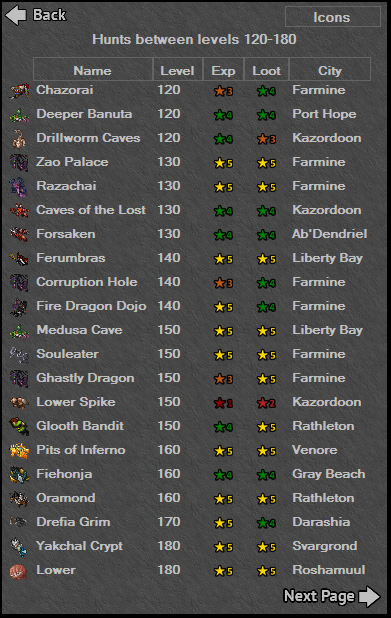 Back
Icons
Hunts between levels 120-180
Name Level Exp Loot City
Chazorai 120 3 4 Farmine
Deeper Banuta 120 4 4 Port Hope
Drillworm Caves 120 4 3 Kazordoon
Zao Palace 130 5 5 Farmine
Razachai 130 5 5 Farmine
Caves of the Lost 130 4 4 Kazordoon
Forsaken 130 4 4 Ab'Dendriel
Ferumbras 140 5 5 Liberty Bay
Corruption Hole 140 3 4 Farmine
Fire Dragon Dojo 140 5 4 Farmine
Medusa Cave 150 5 5 Liberty Bay
Souleater 150 5 5 Farmine
Ghastly Dragon 150 3 5 Farmine
Lower Spike 150 1 2 Kazordoon
Glooth Bandit 150 4 5 Rathleton
Pits of Inferno 160 5 5 Venore
Fiehonja 160 4 4 Gray Beach
Oramond 160 5 5 Rathleton
Drefia Grim 170 5 4 Darashia
Yakchal Crypt 180 5 5 Svargrond
Lower 180 5 5 Roshamuul
Next Page